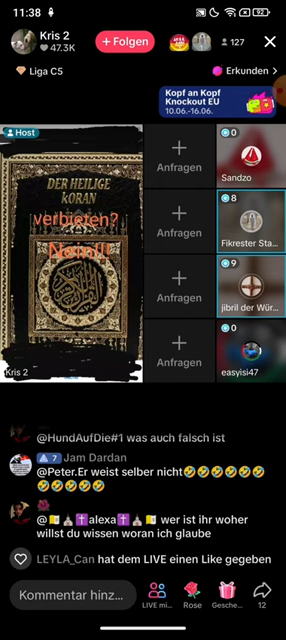 11:38
92
Kris 2
47.3K
+ Folgen
127
Liga C5
Erkunden >
Kopf an Kopf
Knockout EU
10.06.-16.06.
Host
DER HEILIGE
KORAN
verbieten?
Nein!!!
Kris 2
Anfragen
Anfragen
Anfragen
Anfragen
0
Sandzo
8
Fikrester Sta...
9
jibril der Wür...
0
easyisi47
@HundAufDie#1 was auch falsch ist
7 Jam Dardan
@Peter.Er weist selber nicht🤣🤣🤣🤣🤣🤣
🤣🤣🤣🤣🤣
alexa✝️ wer ist ihr woher
willst du wissen woran ich glaube
LEYLA_Can hat dem LIVE einen Like gegeben
Kommentar hinz...
LIVE mi...
Rose
Gesche...
12